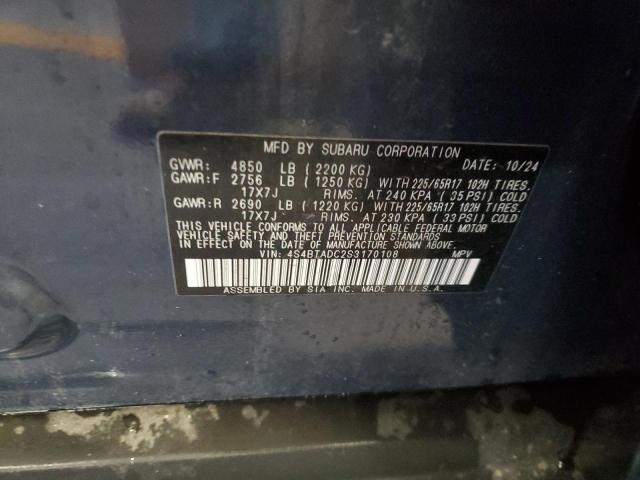 MFD BY SUBARU CORPORATION
GVWR: 4850 LB ( 2200 KG) DATE: 10/24
GAWR:F 2756 LB ( 1250 KG) WITH 225/65R17 102H TIRES.
17X7J RIMS. AT 240 KPA ( 35 PSI) COLD
GAWR:R 2690 LB ( 1220 KG) WITH 225/65R17 102H TIRES.
17X7J RIMS. AT 230 KPA ( 33 PSI) COLD
THIS VEHICLE CONFORMS TO ALL APPLICABLE FEDERAL MOTOR
VEHICLE SAFETY AND THEFT PREVENTION STANDARDS
IN EFFECT ON THE DATE OF MANUFACTURE SHOWN ABOVE.
VIN: 4S4BTADC2S3170108 MPV
ASSEMBLED BY SIA INC. MADE IN U.S.A.